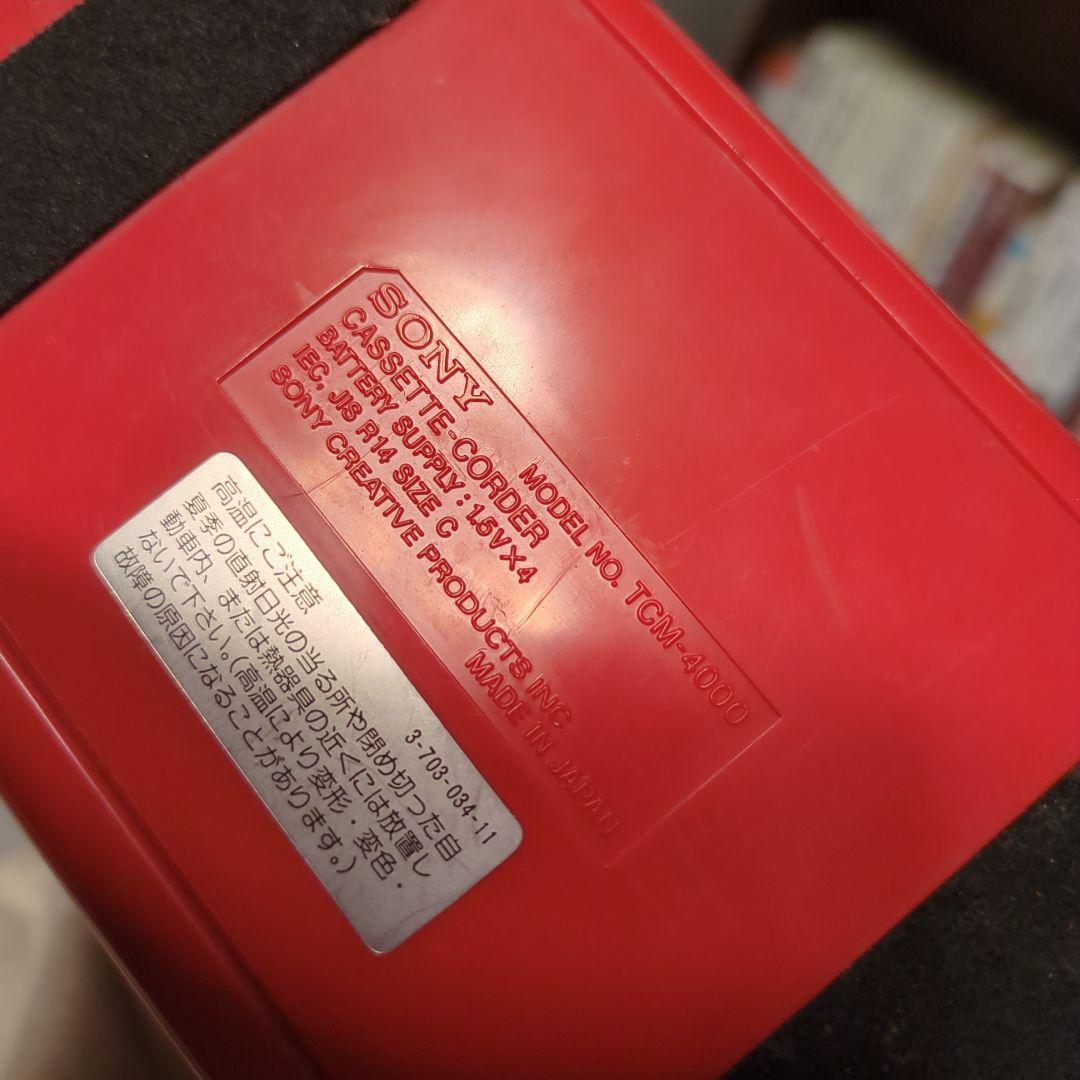 SONY
MODEL NO. TCM-4000
CASSETTE-CORDER
BATTERY SUPPLY: 1.5V×4
IEC, JIS R14 SIZE C
SONY CREATIVE PRODUCTS INC.
MADE IN JAPAN
3-703-034-11
高温にご注意
夏季の直射日光の当る所や閉め切った自
動車内、または熱器具の近くには放置し
ないで下さい。(高温により変形・変色・
故障の原因になることがあります。)